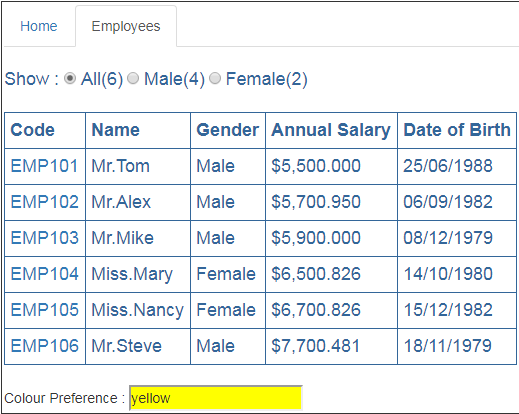 Home Employees
Show : All(6) Male(4) Female(2)
Code Name Gender Annual Salary Date of Birth
EMP101 Mr.Tom Male $5,500.000 25/06/1988
EMP102 Mr.Alex Male $5,700.950 06/09/1982
EMP103 Mr.Mike Male $5,900.000 08/12/1979
EMP104 Miss.Mary Female $6,500.826 14/10/1980
EMP105 Miss.Nancy Female $6,700.826 15/12/1982
EMP106 Mr.Steve Male $7,700.481 18/11/1979
Colour Preference : yellow